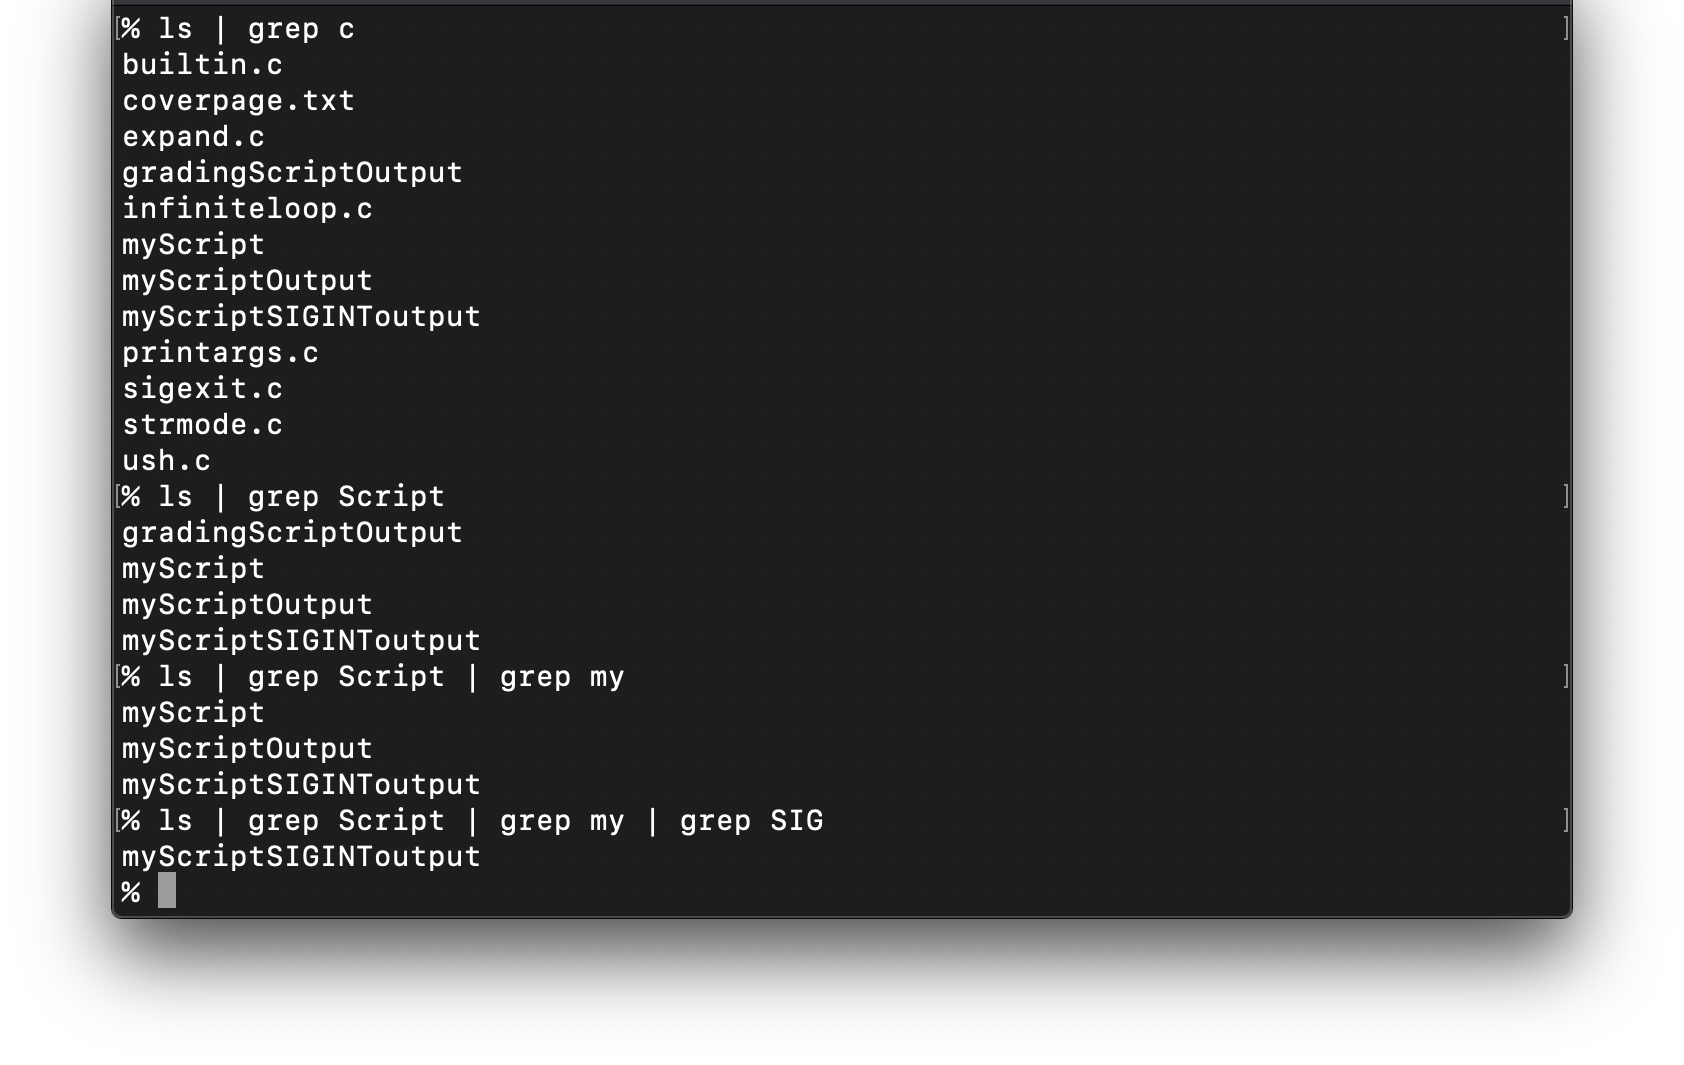 [% ls | grep c ]
builtin.c
coverpage.txt
expand.c
gradingScriptOutput
infiniteloop.c
myScript
myScriptOutput
myScriptSIGINToutput
printargs.c
sigexit.c
strmode.c
ush.c
[% ls | grep Script ]
gradingScriptOutput
myScript
myScriptOutput
myScriptSIGINToutput
[% ls | grep Script | grep my ]
myScript
myScriptOutput
myScriptSIGINToutput
[% ls | grep Script | grep my | grep SIG ]
myScriptSIGINToutput
%